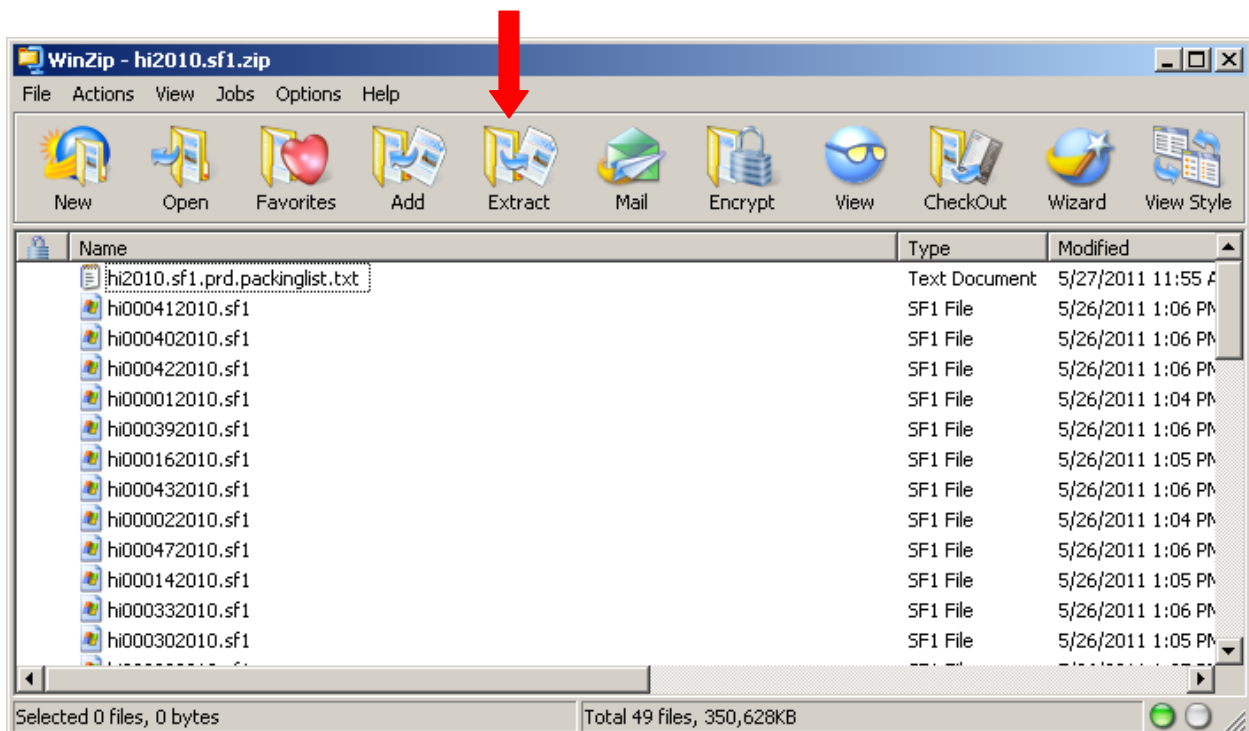 WinZip - hi2010.sf1.zip
File Actions View Jobs Options Help
New Open Favorites Add Extract Mail Encrypt View CheckOut Wizard View Style
Name Type Modified
hi2010.sf1.prd.packinglist.txt Text Document 5/27/2011 11:55 A
hi000412010.sf1 SF1 File 5/26/2011 1:06 PM
hi000402010.sf1 SF1 File 5/26/2011 1:06 PM
hi000422010.sf1 SF1 File 5/26/2011 1:06 PM
hi000012010.sf1 SF1 File 5/26/2011 1:04 PM
hi000392010.sf1 SF1 File 5/26/2011 1:06 PM
hi000162010.sf1 SF1 File 5/26/2011 1:05 PM
hi000432010.sf1 SF1 File 5/26/2011 1:06 PM
hi000022010.sf1 SF1 File 5/26/2011 1:04 PM
hi000472010.sf1 SF1 File 5/26/2011 1:06 PM
hi000142010.sf1 SF1 File 5/26/2011 1:05 PM
hi000332010.sf1 SF1 File 5/26/2011 1:06 PM
hi000302010.sf1 SF1 File 5/26/2011 1:05 PM
Selected 0 files, 0 bytes Total 49 files, 350,628KB